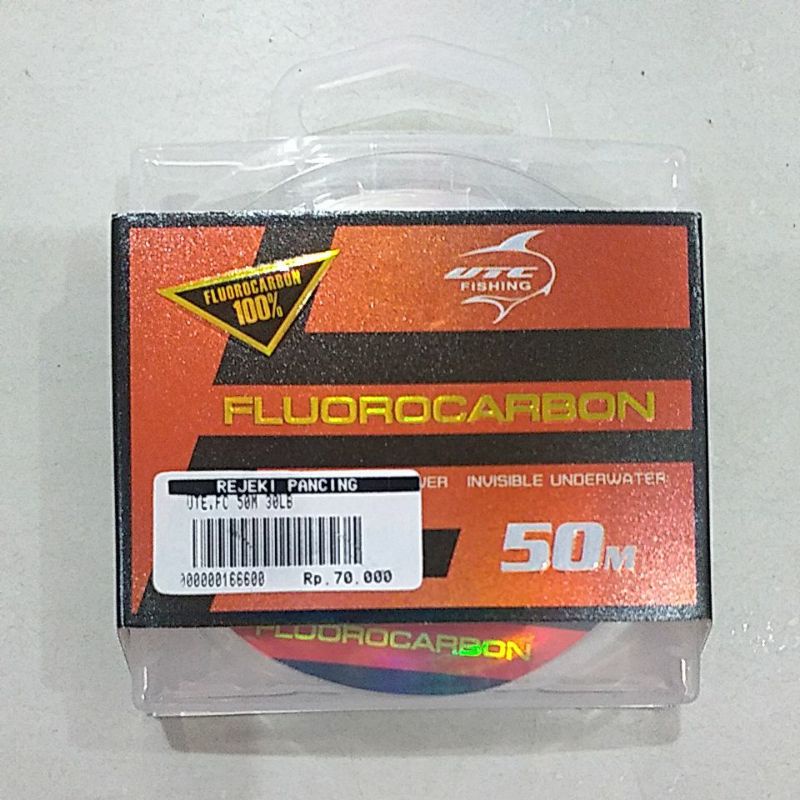 FLUOROCARBON
100%
UTC
FISHING
FLUOROCARBON
INVISIBLE UNDERWATER
REJEKI PANCING
UTE.FC 50M 30LB
50M
000000166600 Rp.70.000
FLUOROCARBON